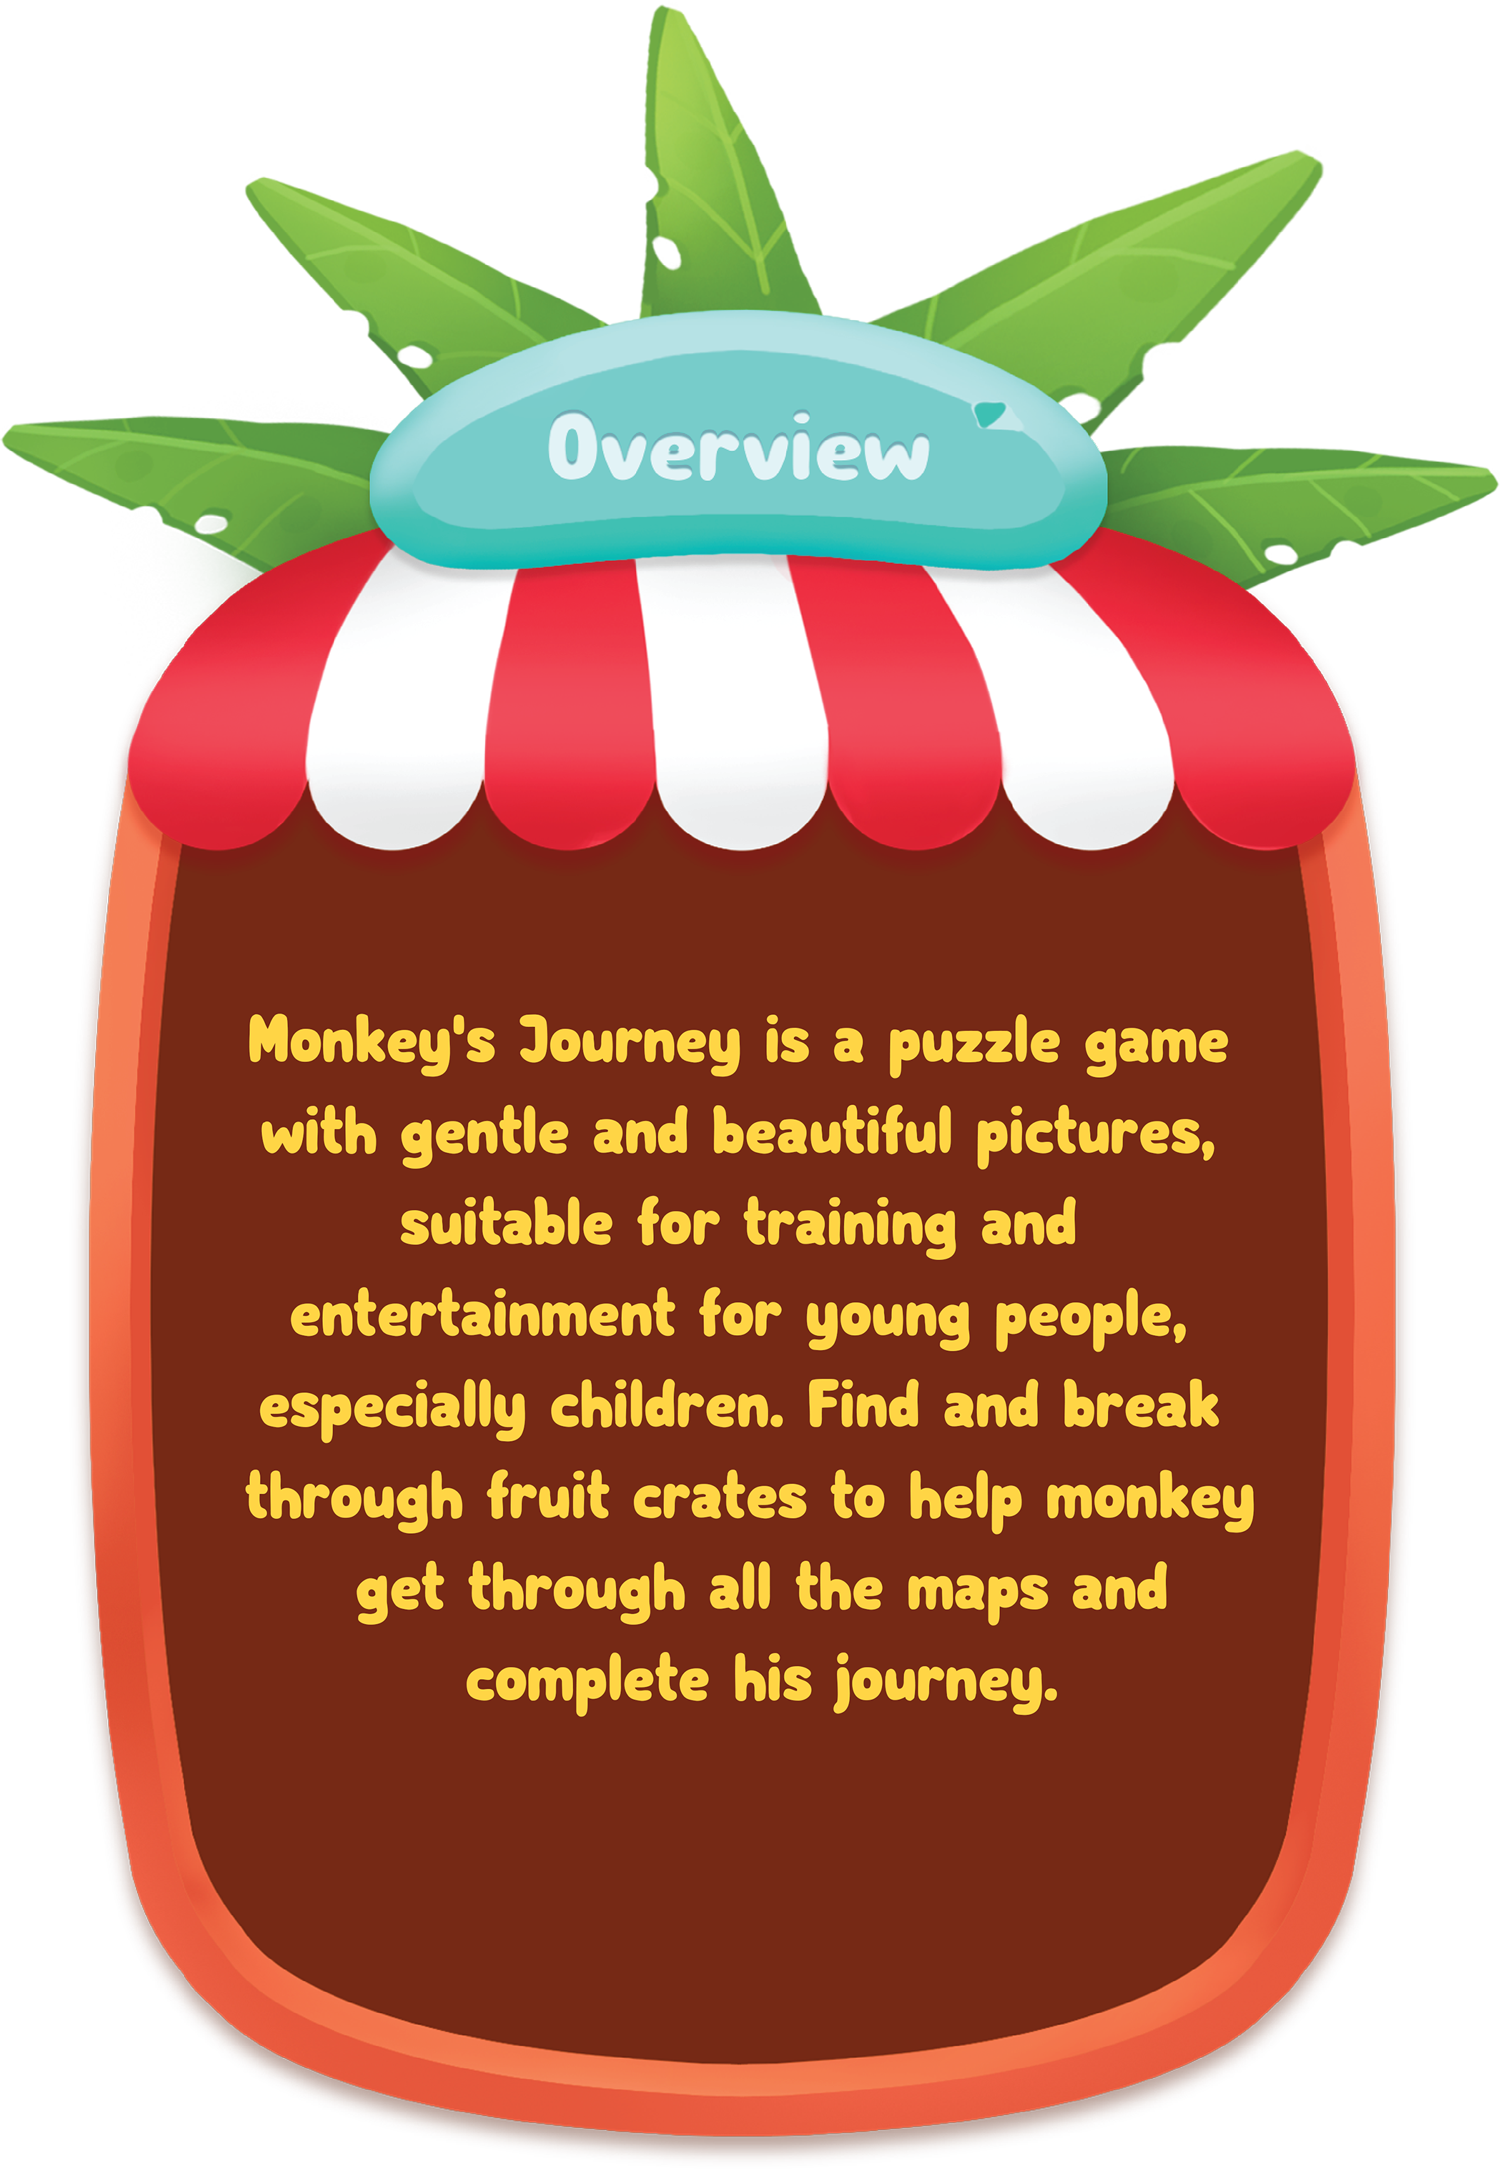 Overview
Monkey's Journey is a puzzle game
with gentle and beautiful pictures,
suitable for training and
entertainment for young people,
especially children. Find and break
through fruit crates to help monkey
get through all the maps and
complete his journey.